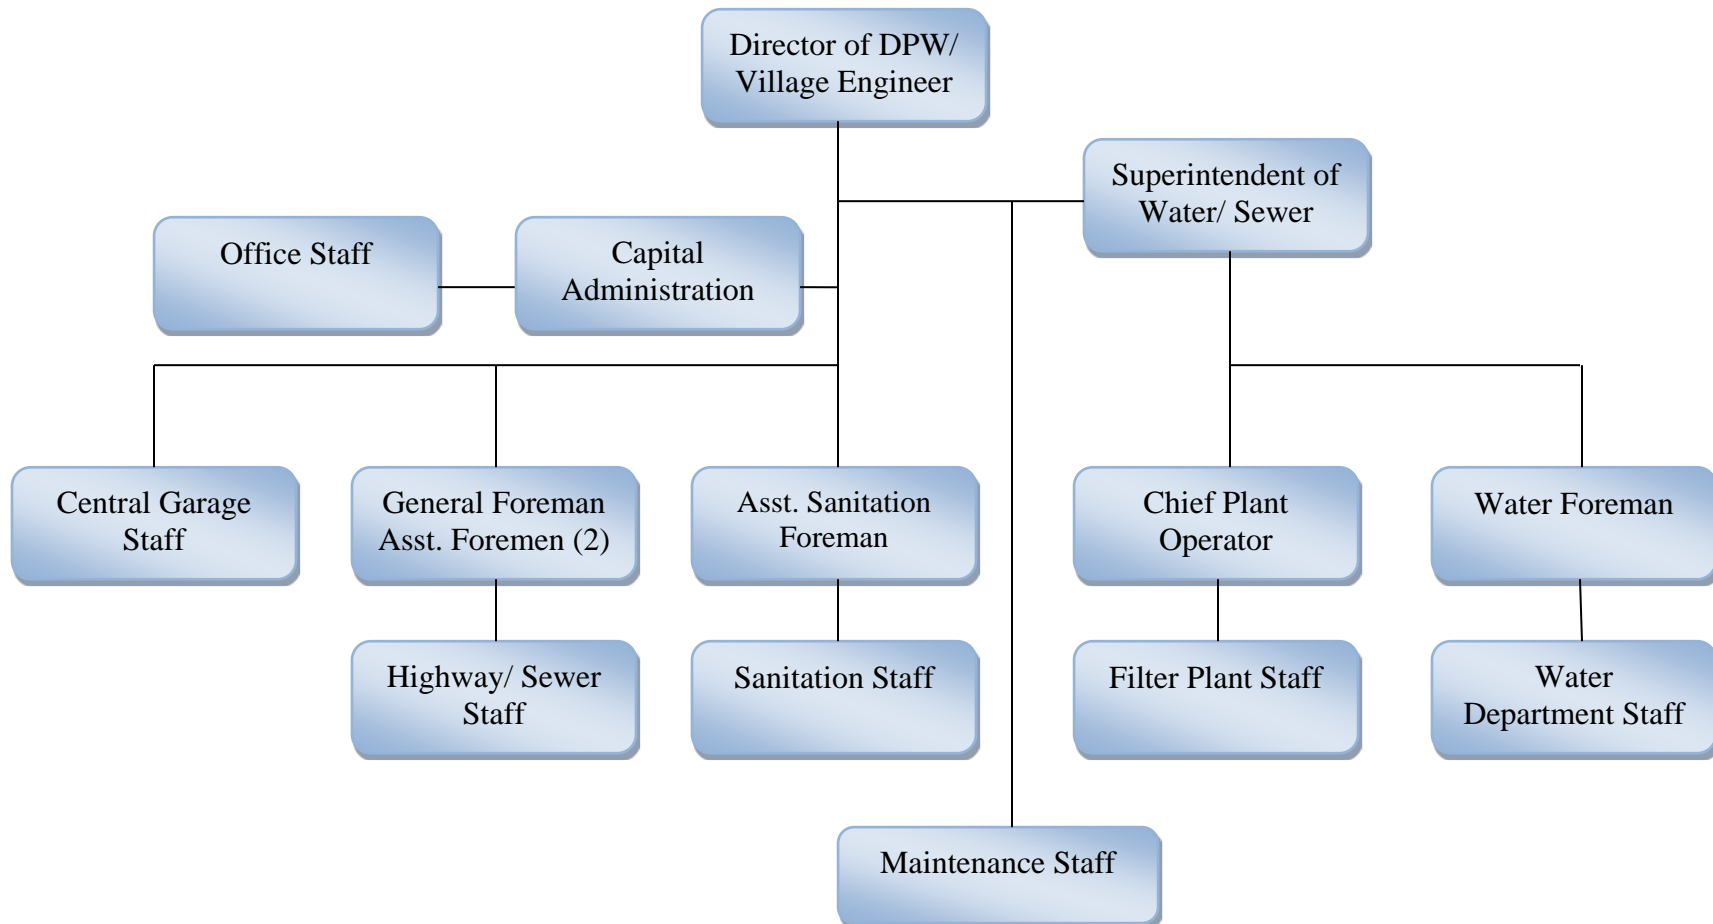 Director of DPW/
Village Engineer
Superintendent of
Water/ Sewer
Office Staff
Capital
Administration
Central Garage
Staff
General Foreman
Asst. Foremen (2)
Asst. Sanitation
Foreman
Chief Plant
Operator
Water Foreman
Highway/ Sewer
Staff
Sanitation Staff
Filter Plant Staff
Water
Department Staff
Maintenance Staff